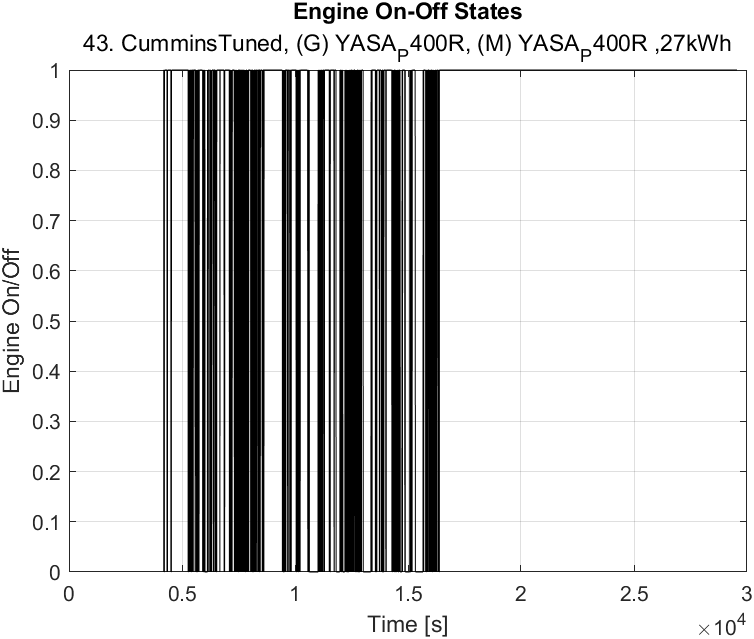 Engine On-Off States
43. CumminsTuned, (G) YASA_P400R, (M) YASA_P400R ,27kWh
1
0.9
0.8
0.7
0.6
0.5
0.4
0.3
0.2
0.1
0
Engine On/Off
0 0.5 1 1.5 2 2.5 3
Time [s]
×10^4